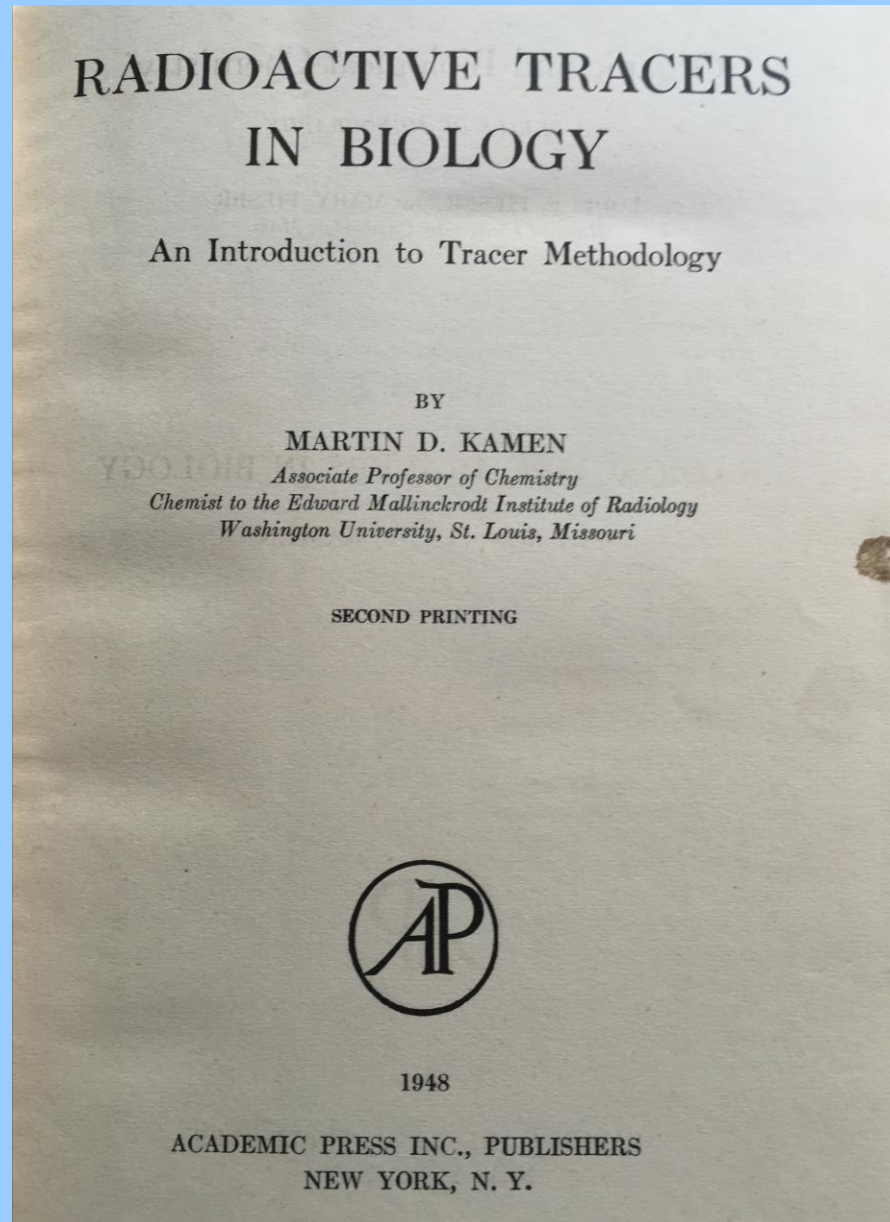 RADIOACTIVE TRACERS
IN BIOLOGY
An Introduction to Tracer Methodology
BY
MARTIN D. KAMEN
Associate Professor of Chemistry
Chemist to the Edward Mallinckrodt Institute of Radiology
Washington University, St. Louis, Missouri
SECOND PRINTING
AP
1948
ACADEMIC PRESS INC., PUBLISHERS
NEW YORK, N. Y.